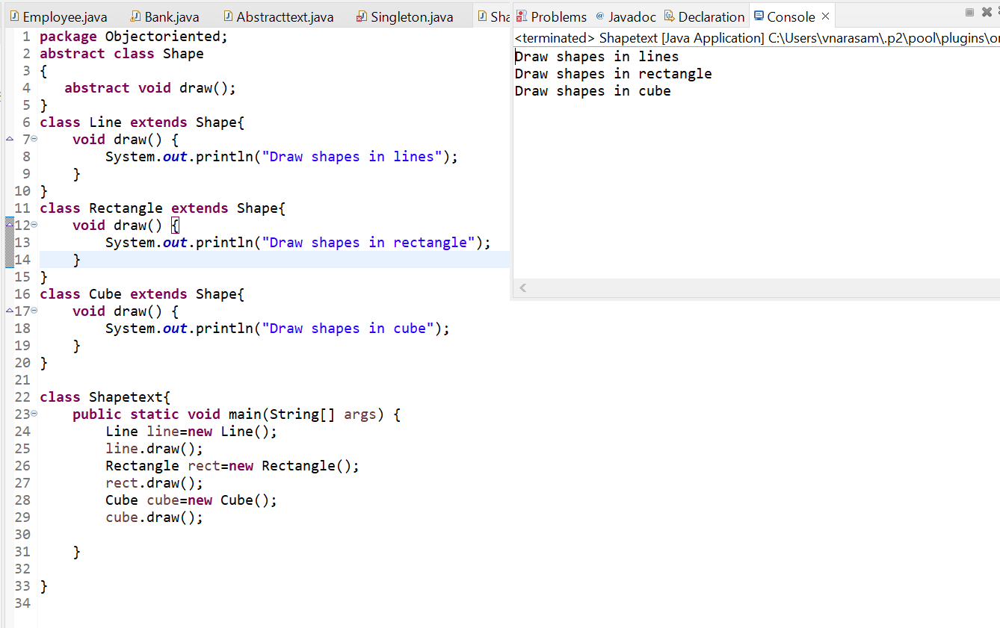 Employee.java Bank.java Abstracttext.java Singleton.java Sha
1 package Objectoriented;
2 abstract class Shape
3 {
4    abstract void draw();
5 }
6 class Line extends Shape{
7     void draw() {
8         System.out.println("Draw shapes in lines");
9     }
10 }
11 class Rectangle extends Shape{
12     void draw() {
13         System.out.println("Draw shapes in rectangle");
14     }
15 }
16 class Cube extends Shape{
17     void draw() {
18         System.out.println("Draw shapes in cube");
19     }
20 }
21
22 class Shapetext{
23     public static void main(String[] args) {
24         Line line=new Line();
25         line.draw();
26         Rectangle rect=new Rectangle();
27         rect.draw();
28         Cube cube=new Cube();
29         cube.draw();
30
31     }
32
33 }
34
Problems @ Javadoc Declaration Console
<terminated> Shapetext [Java Application] C:\Users\vnarasam\.p2\pool\plugins\or
Draw shapes in lines
Draw shapes in rectangle
Draw shapes in cube